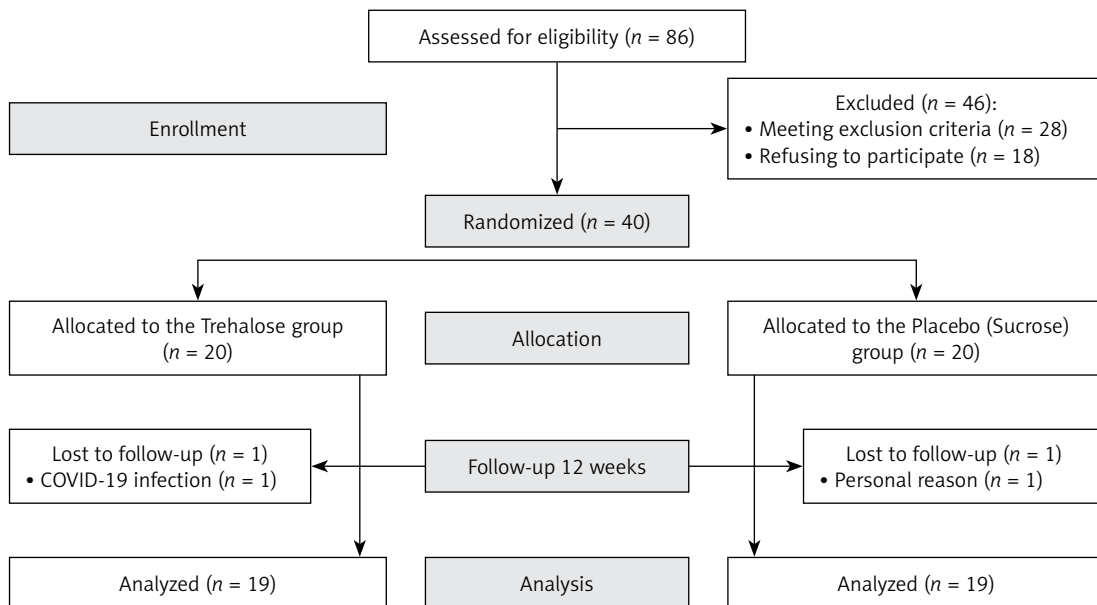 Assessed for eligibility (n = 86)
Enrollment
Excluded (n = 46):
• Meeting exclusion criteria (n = 28)
• Refusing to participate (n = 18)
Randomized (n = 40)
Allocated to the Trehalose group
(n = 20)
Allocation
Allocated to the Placebo (Sucrose)
group (n = 20)
Lost to follow-up (n = 1)
• COVID-19 infection (n = 1)
Follow-up 12 weeks
Lost to follow-up (n = 1)
• Personal reason (n = 1)
Analyzed (n = 19)
Analysis
Analyzed (n = 19)